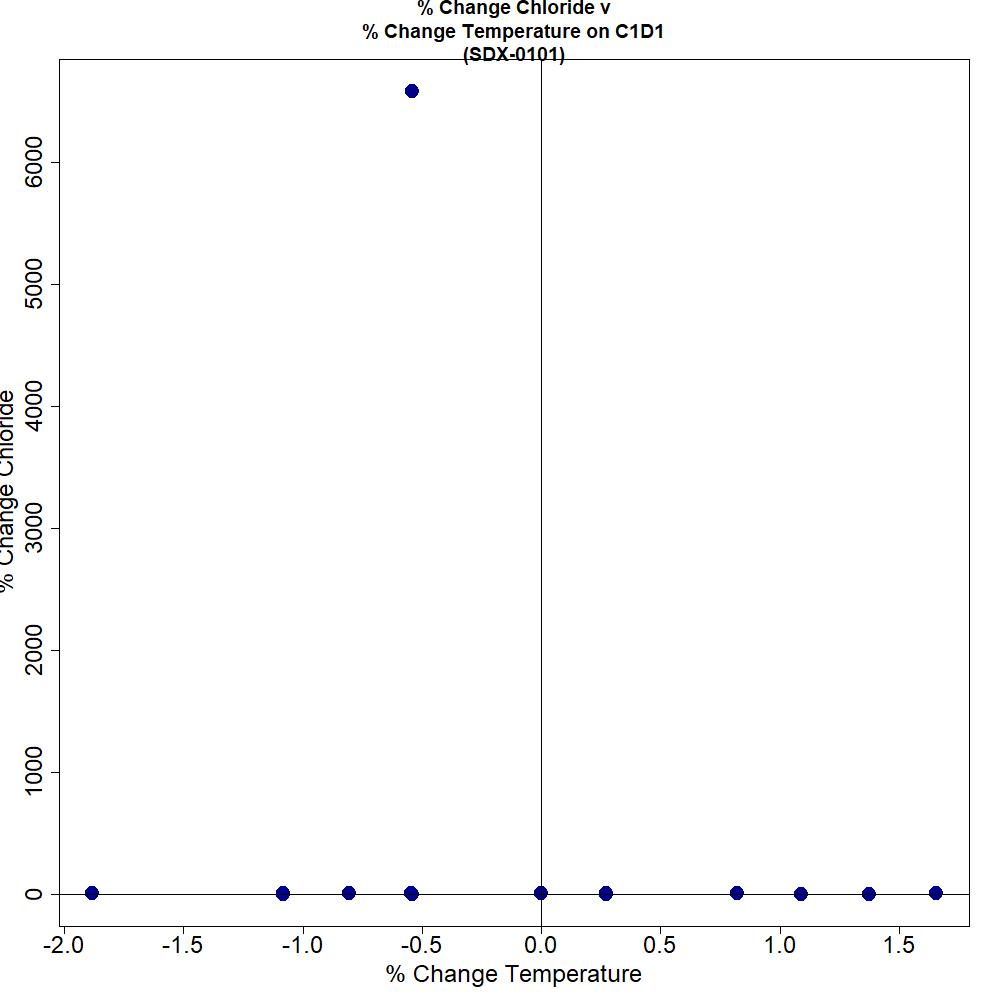 % Change Chloride v
% Change Temperature on C1D1
(SDX-0101)
% Change Chloride
6000
5000
4000
3000
2000
1000
0
-2.0 -1.5 -1.0 -0.5 0.0 0.5 1.0 1.5
% Change Temperature